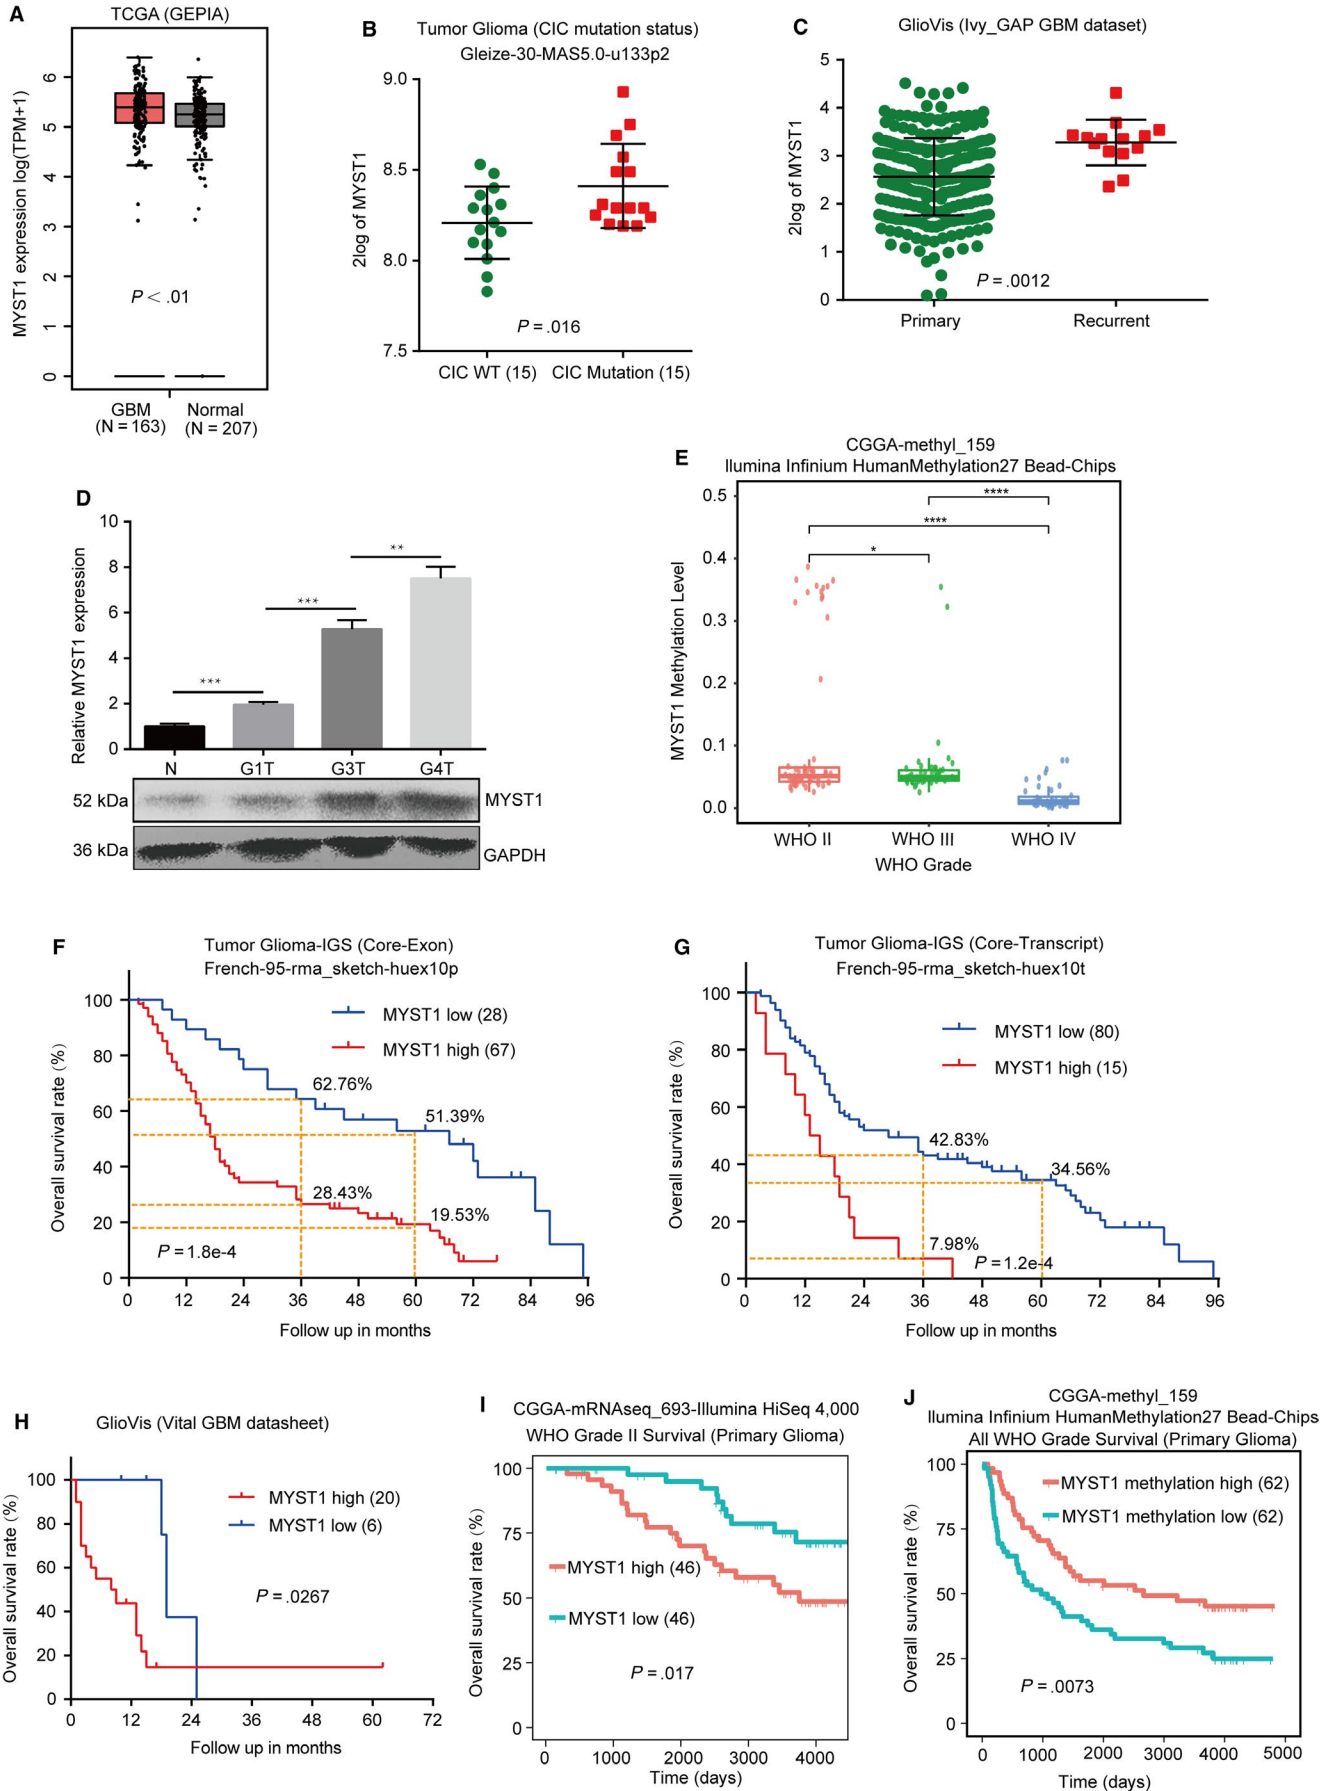 A
TCGA (GEPIA)
MYST1 expression log(TPM+1)
6
5
4
3
2
1
0
P < .01
GBM
(N = 163)
Normal
(N = 207)
B
Tumor Glioma (CIC mutation status)
Gleize-30-MAS5.0-u133p2
2log of MYST1
9.0
8.5
8.0
7.5
P = .016
CIC WT (15)
CIC Mutation (15)
C
GlioVis (Ivy_GAP GBM dataset)
2log of MYST1
5
4
3
2
1
0
P = .0012
Primary
Recurrent
D
Relative MYST1 expression
10
8
6
4
2
0
***
***
**
N
G1T
G3T
G4T
52 kDa
MYST1
36 kDa
GAPDH
E
CGGA-methyl_159
llumina Infinium HumanMethylation27 Bead-Chips
MYST1 Methylation Level
0.5
0.4
0.3
0.2
0.1
0.0
****
****
*
WHO II
WHO III
WHO IV
WHO Grade
F
Tumor Glioma-IGS (Core-Exon)
French-95-rma_sketch-huex10p
Overall survival rate (%)
100
80
60
40
20
0
MYST1 low (28)
MYST1 high (67)
62.76%
51.39%
28.43%
19.53%
P = 1.8e-4
0
12
24
36
48
60
72
84
96
Follow up in months
G
Tumor Glioma-IGS (Core-Transcript)
French-95-rma_sketch-huex10t
Overall survival rate (%)
100
80
60
40
20
0
MYST1 low (80)
MYST1 high (15)
42.83%
34.56%
7.98%
P = 1.2e-4
0
12
24
36
48
60
72
84
96
Follow up in months
H
GlioVis (Vital GBM datasheet)
Overall survival rate (%)
100
80
60
40
20
0
MYST1 high (20)
MYST1 low (6)
P = .0267
0
12
24
36
48
60
72
Follow up in months
I
CGGA-mRNAseq_693-Illumina HiSeq 4,000
WHO Grade II Survival (Primary Glioma)
Overall survival rate (%)
100
75
50
25
0
MYST1 high (46)
MYST1 low (46)
P = .017
0
1000
2000
3000
4000
Time (days)
J
CGGA-methyl_159
llumina Infinium HumanMethylation27 Bead-Chips
All WHO Grade Survival (Primary Glioma)
Overall survival rate (%)
100
75
50
25
0
MYST1 methylation high (62)
MYST1 methylation low (62)
P = .0073
0
1000
2000
3000
4000
5000
Time (days)